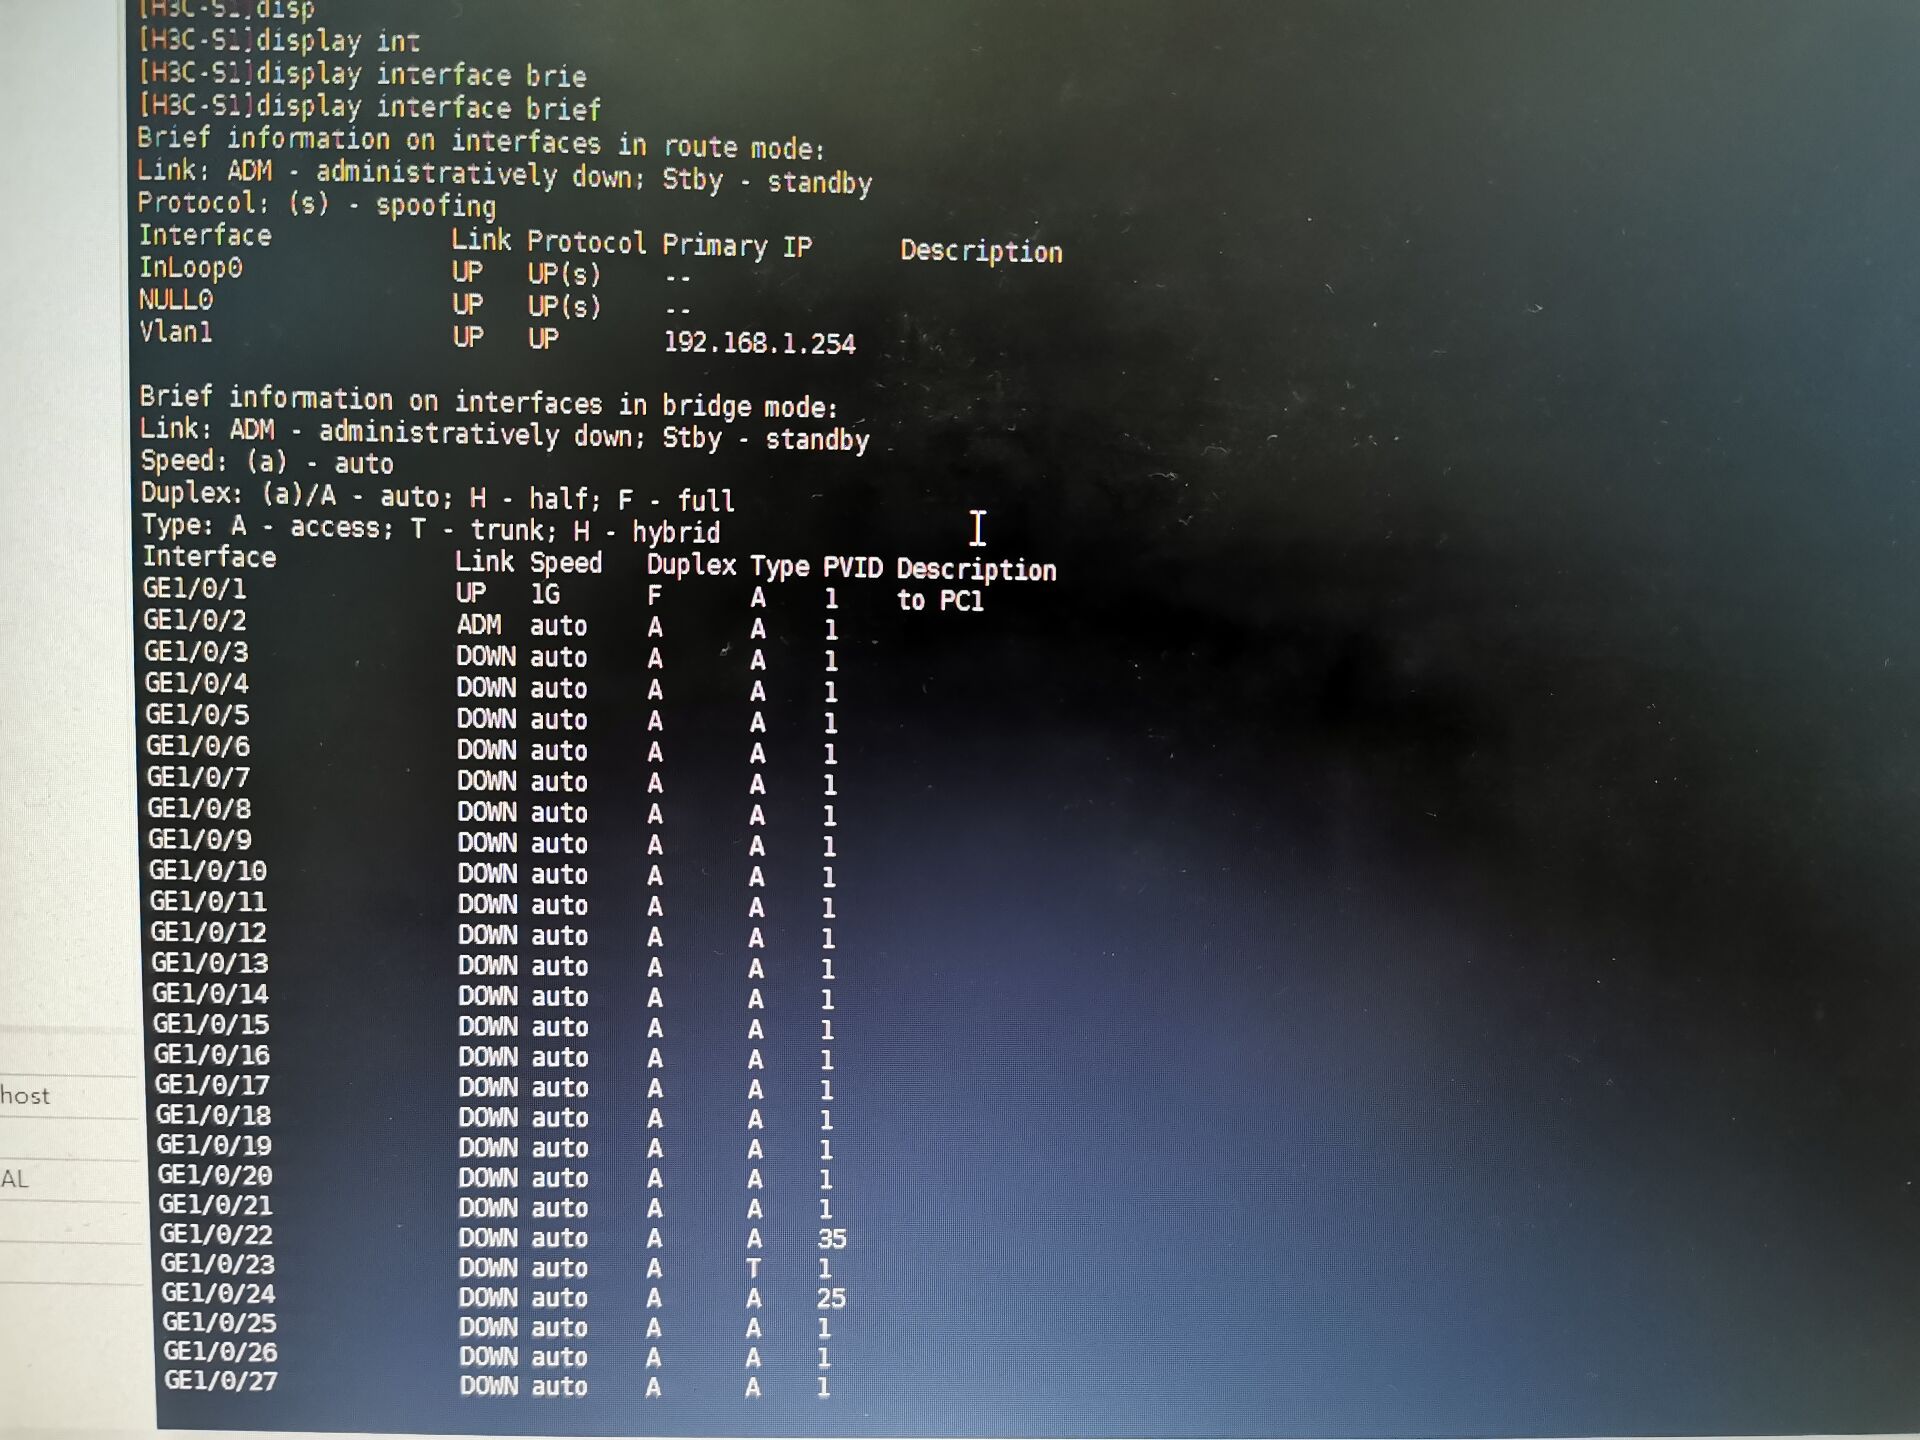 [H3C-S1]disp
[H3C-S1]display int
[H3C-S1]display interface brie
[H3C-S1]display interface brief
Brief information on interfaces in route mode:
Link: ADM - administratively down; Stby - standby
Protocol: (s) - spoofing
Interface Link Protocol Primary IP Description
InLoop0 UP UP(s) --
NULL0 UP UP(s) --
Vlan1 UP UP 192.168.1.254
Brief information on interfaces in bridge mode:
Link: ADM - administratively down; Stby - standby
Speed: (a) - auto
Duplex: (a)/A - auto; H - half; F - full
Type: A - access; T - trunk; H - hybrid
Interface Link Speed Duplex Type PVID Description
GE1/0/1 UP 1G F A 1 to PC1
GE1/0/2 ADM auto A A 1
GE1/0/3 DOWN auto A A 1
GE1/0/4 DOWN auto A A 1
GE1/0/5 DOWN auto A A 1
GE1/0/6 DOWN auto A A 1
GE1/0/7 DOWN auto A A 1
GE1/0/8 DOWN auto A A 1
GE1/0/9 DOWN auto A A 1
GE1/0/10 DOWN auto A A 1
GE1/0/11 DOWN auto A A 1
GE1/0/12 DOWN auto A A 1
GE1/0/13 DOWN auto A A 1
GE1/0/14 DOWN auto A A 1
GE1/0/15 DOWN auto A A 1
GE1/0/16 DOWN auto A A 1
GE1/0/17 DOWN auto A A 1
GE1/0/18 DOWN auto A A 1
GE1/0/19 DOWN auto A A 1
GE1/0/20 DOWN auto A A 1
GE1/0/21 DOWN auto A A 1
GE1/0/22 DOWN auto A A 35
GE1/0/23 DOWN auto A T 1
GE1/0/24 DOWN auto A A 25
GE1/0/25 DOWN auto A A 1
GE1/0/26 DOWN auto A A 1
GE1/0/27 DOWN auto A A 1
host
AL